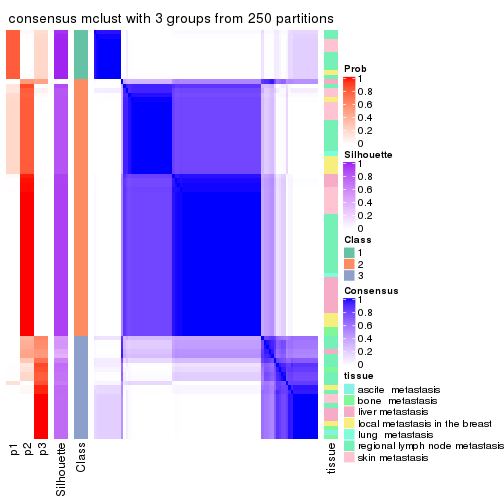 consensus mclust with 3 groups from 250 partitions
Prob
1
0.8
0.6
0.4
0.2
0
Silhouette
1
0.8
0.6
0.4
0.2
0
Class
1
2
3
Consensus
1
0.8
0.6
0.4
0.2
0
tissue
ascite metastasis
bone metastasis
liver metastasis
local metastasis in the breast
lung metastasis
regional lymph node metastasis
skin metastasis
p1
p2
p3
Silhouette
Class
tissue